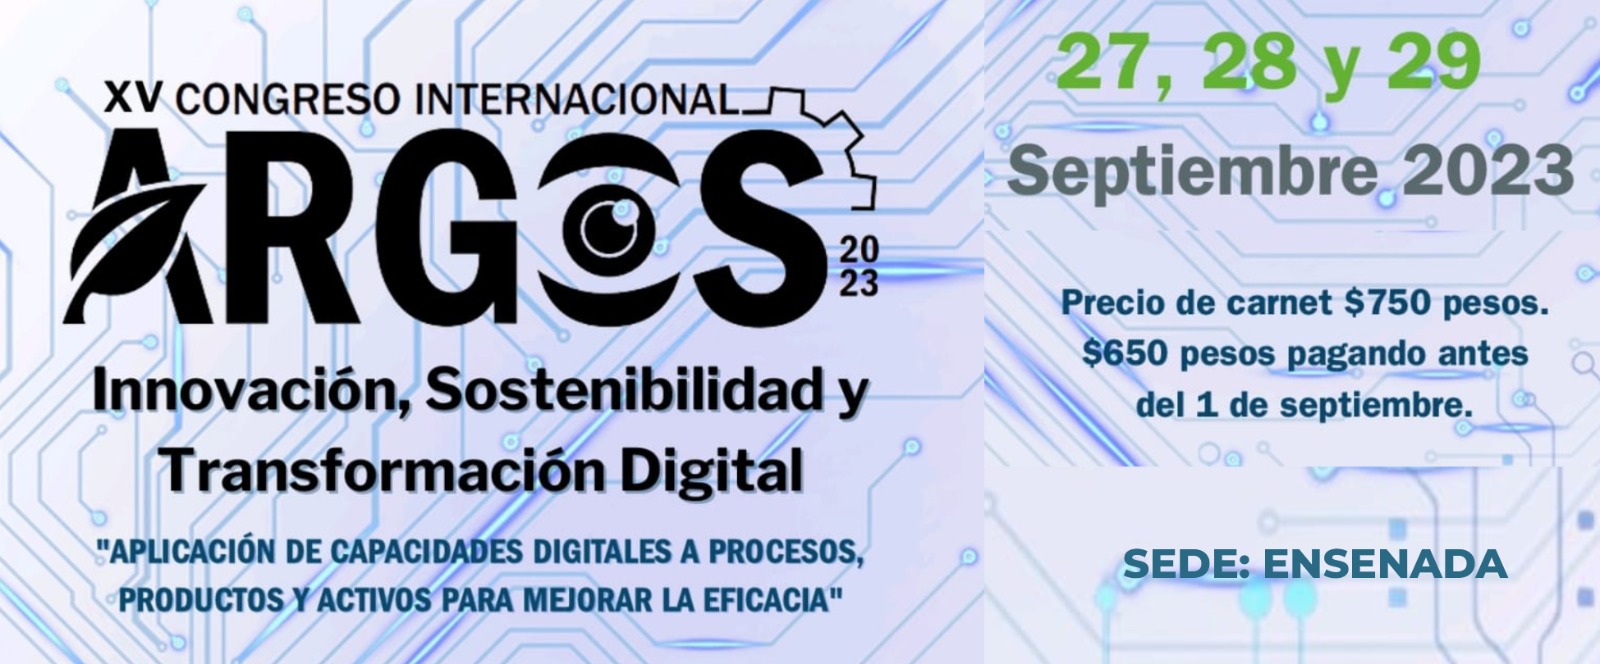 XV CONGRESO INTERNACIONAL
ARGOS
20
23
Innovación, Sostenibilidad y
Transformación Digital
"APLICACIÓN DE CAPACIDADES DIGITALES A PROCESOS,
PRODUCTOS Y ACTIVOS PARA MEJORAR LA EFICACIA"
27, 28 y 29
Septiembre 2023
Precio de carnet $750 pesos.
$650 pesos pagando antes
del 1 de septiembre.
SEDE: ENSENADA